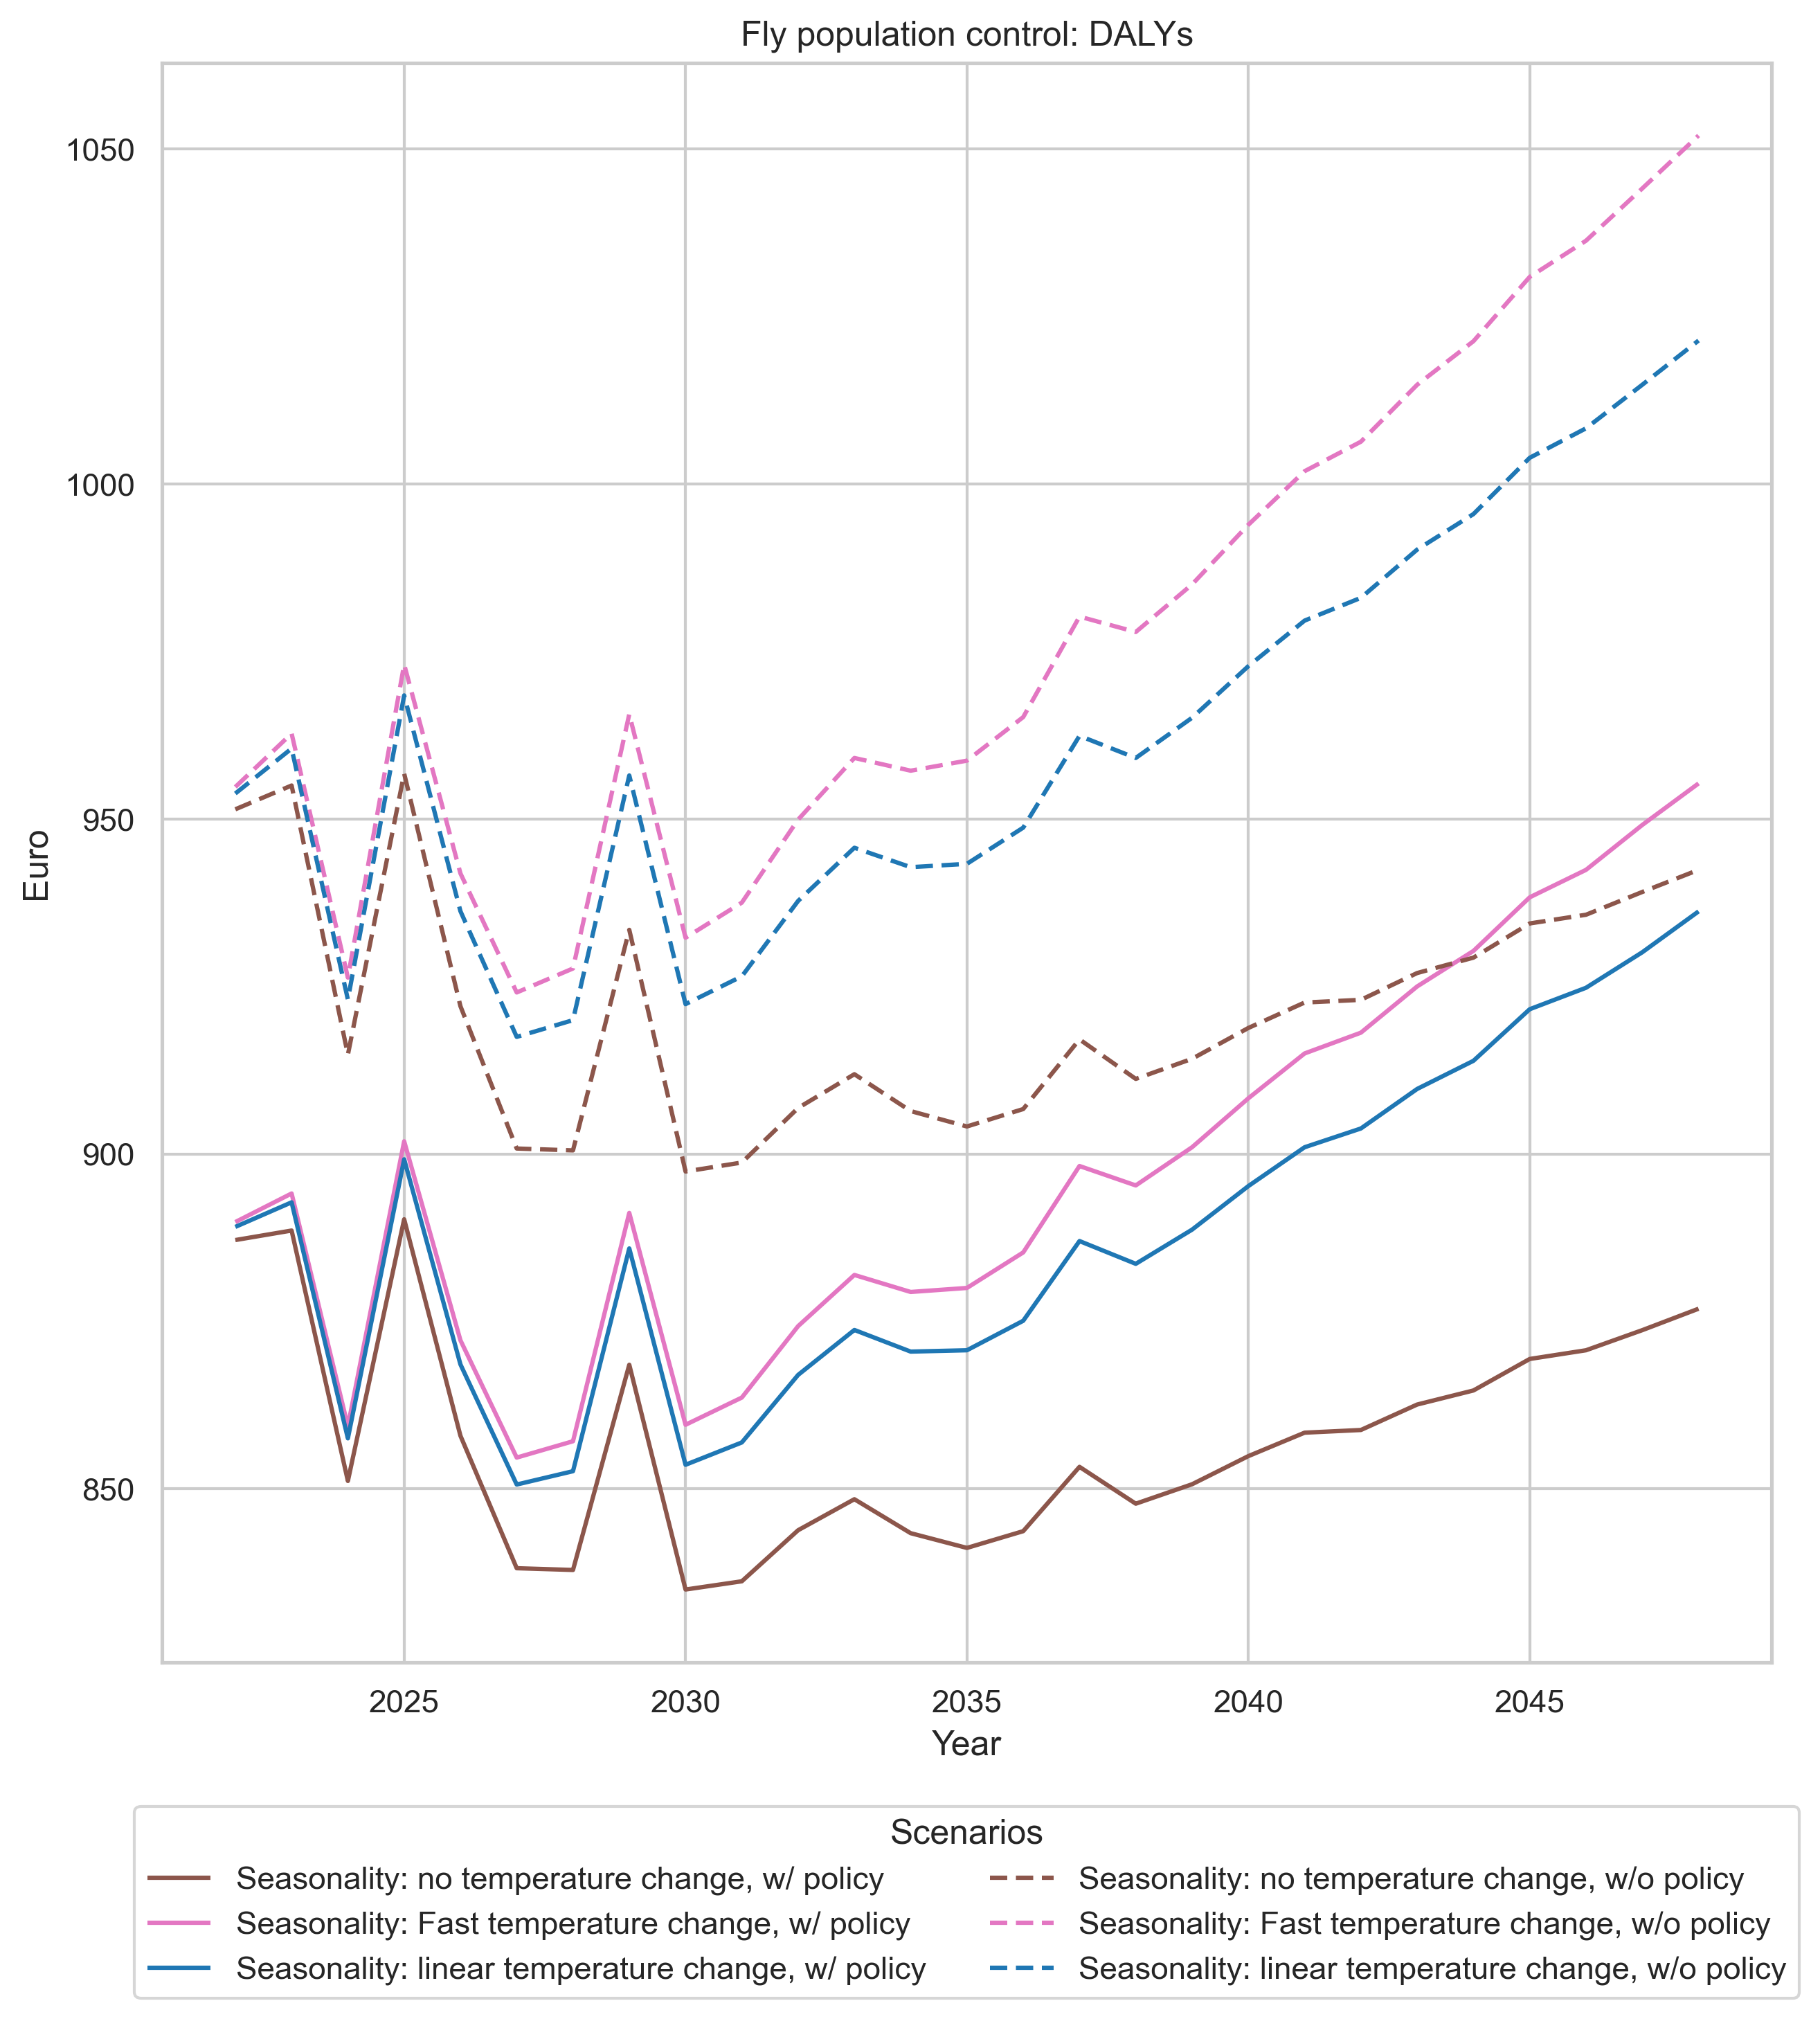 Fly population control: DALYs
1050
1000
950
900
850
Euro
2025 2030 2035 2040 2045
Year
Scenarios
Seasonality: no temperature change, w/ policy Seasonality: no temperature change, w/o policy
Seasonality: Fast temperature change, w/ policy Seasonality: Fast temperature change, w/o policy
Seasonality: linear temperature change, w/ policy Seasonality: linear temperature change, w/o policy